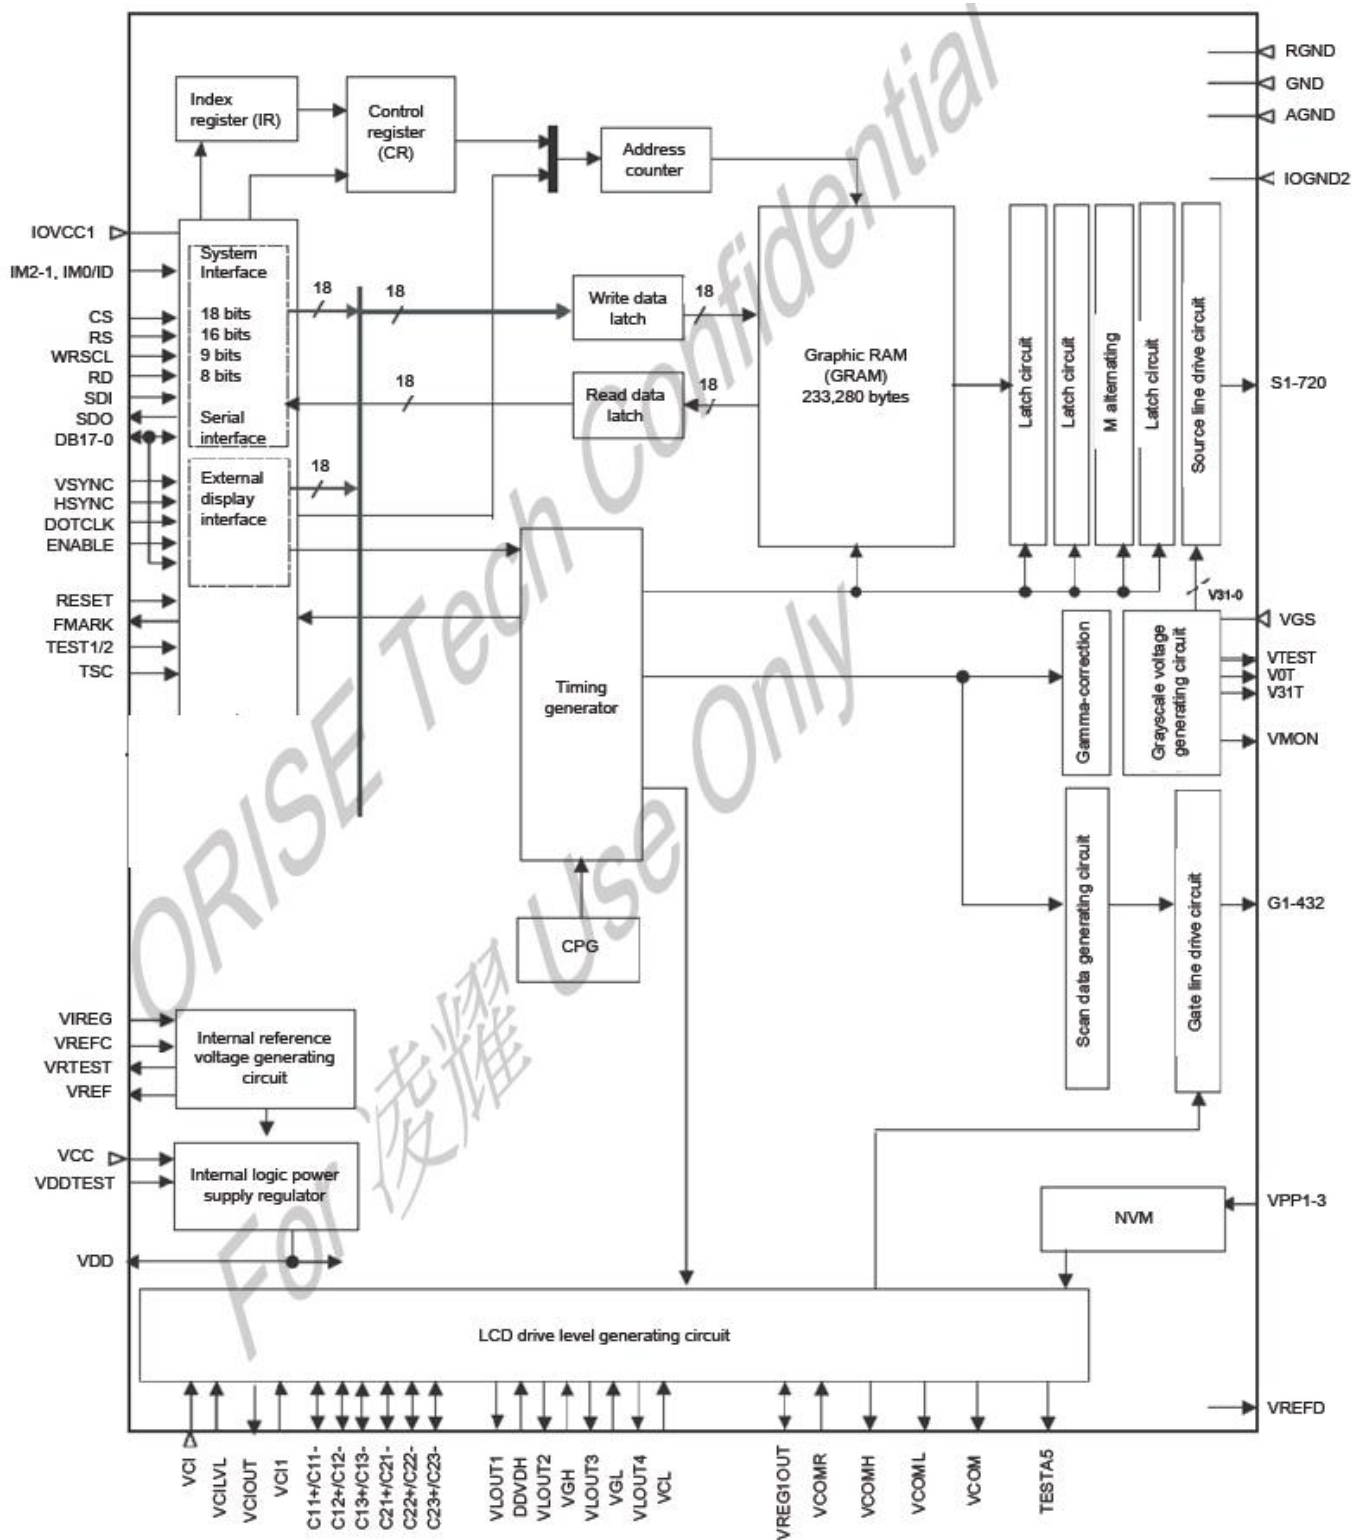 RGND
GND
AGND
IOGND2
Index
register (IR)
Control
register
(CR)
Address
counter
IOVCC1
IM2-1, IM0/ID
CS
RS
WRSCL
RD
SDI
SDO
DB17-0
VSYNC
HSYNC
DOTCLK
ENABLE
RESET
FMARK
TEST1/2
TSC
System
Interface
18 bits
16 bits
9 bits
8 bits
Serial
interface
External
display
interface
18
18
18
18
Write data
latch
18
Read data
latch
18
Graphic RAM
(GRAM)
233,280 bytes
Latch circuit
Latch circuit
M alternating
Latch circuit
Source line drive circuit
S1-720
V31-0
VGS
VTEST
V0T
V31T
VMON
Gamma-correction
Grayscale voltage
generating circuit
Timing
generator
CPG
Scan data generating circuit
Gate line drive circuit
G1-432
VIREG
VREFC
VRTEST
VREF
Internal reference
voltage generating
circuit
VCC
VDDTEST
Internal logic power
supply regulator
VDD
NVM
VPP1-3
LCD drive level generating circuit
VREFD
VCI
VCILVL
VCIOUT
VCI1
C11+/C11-
C12+/C12-
C13+/C13-
C21+/C21-
C22+/C22-
C23+/C23-
VLOUT1
DDVDH
VLOUT2
VGH
VLOUT3
VGL
VLOUT4
VCL
VREG1OUT
VCOMR
VCOMH
VCOML
VCOM
TESTA5
ORISE Tech Confidential
For 凌耀 Use Only